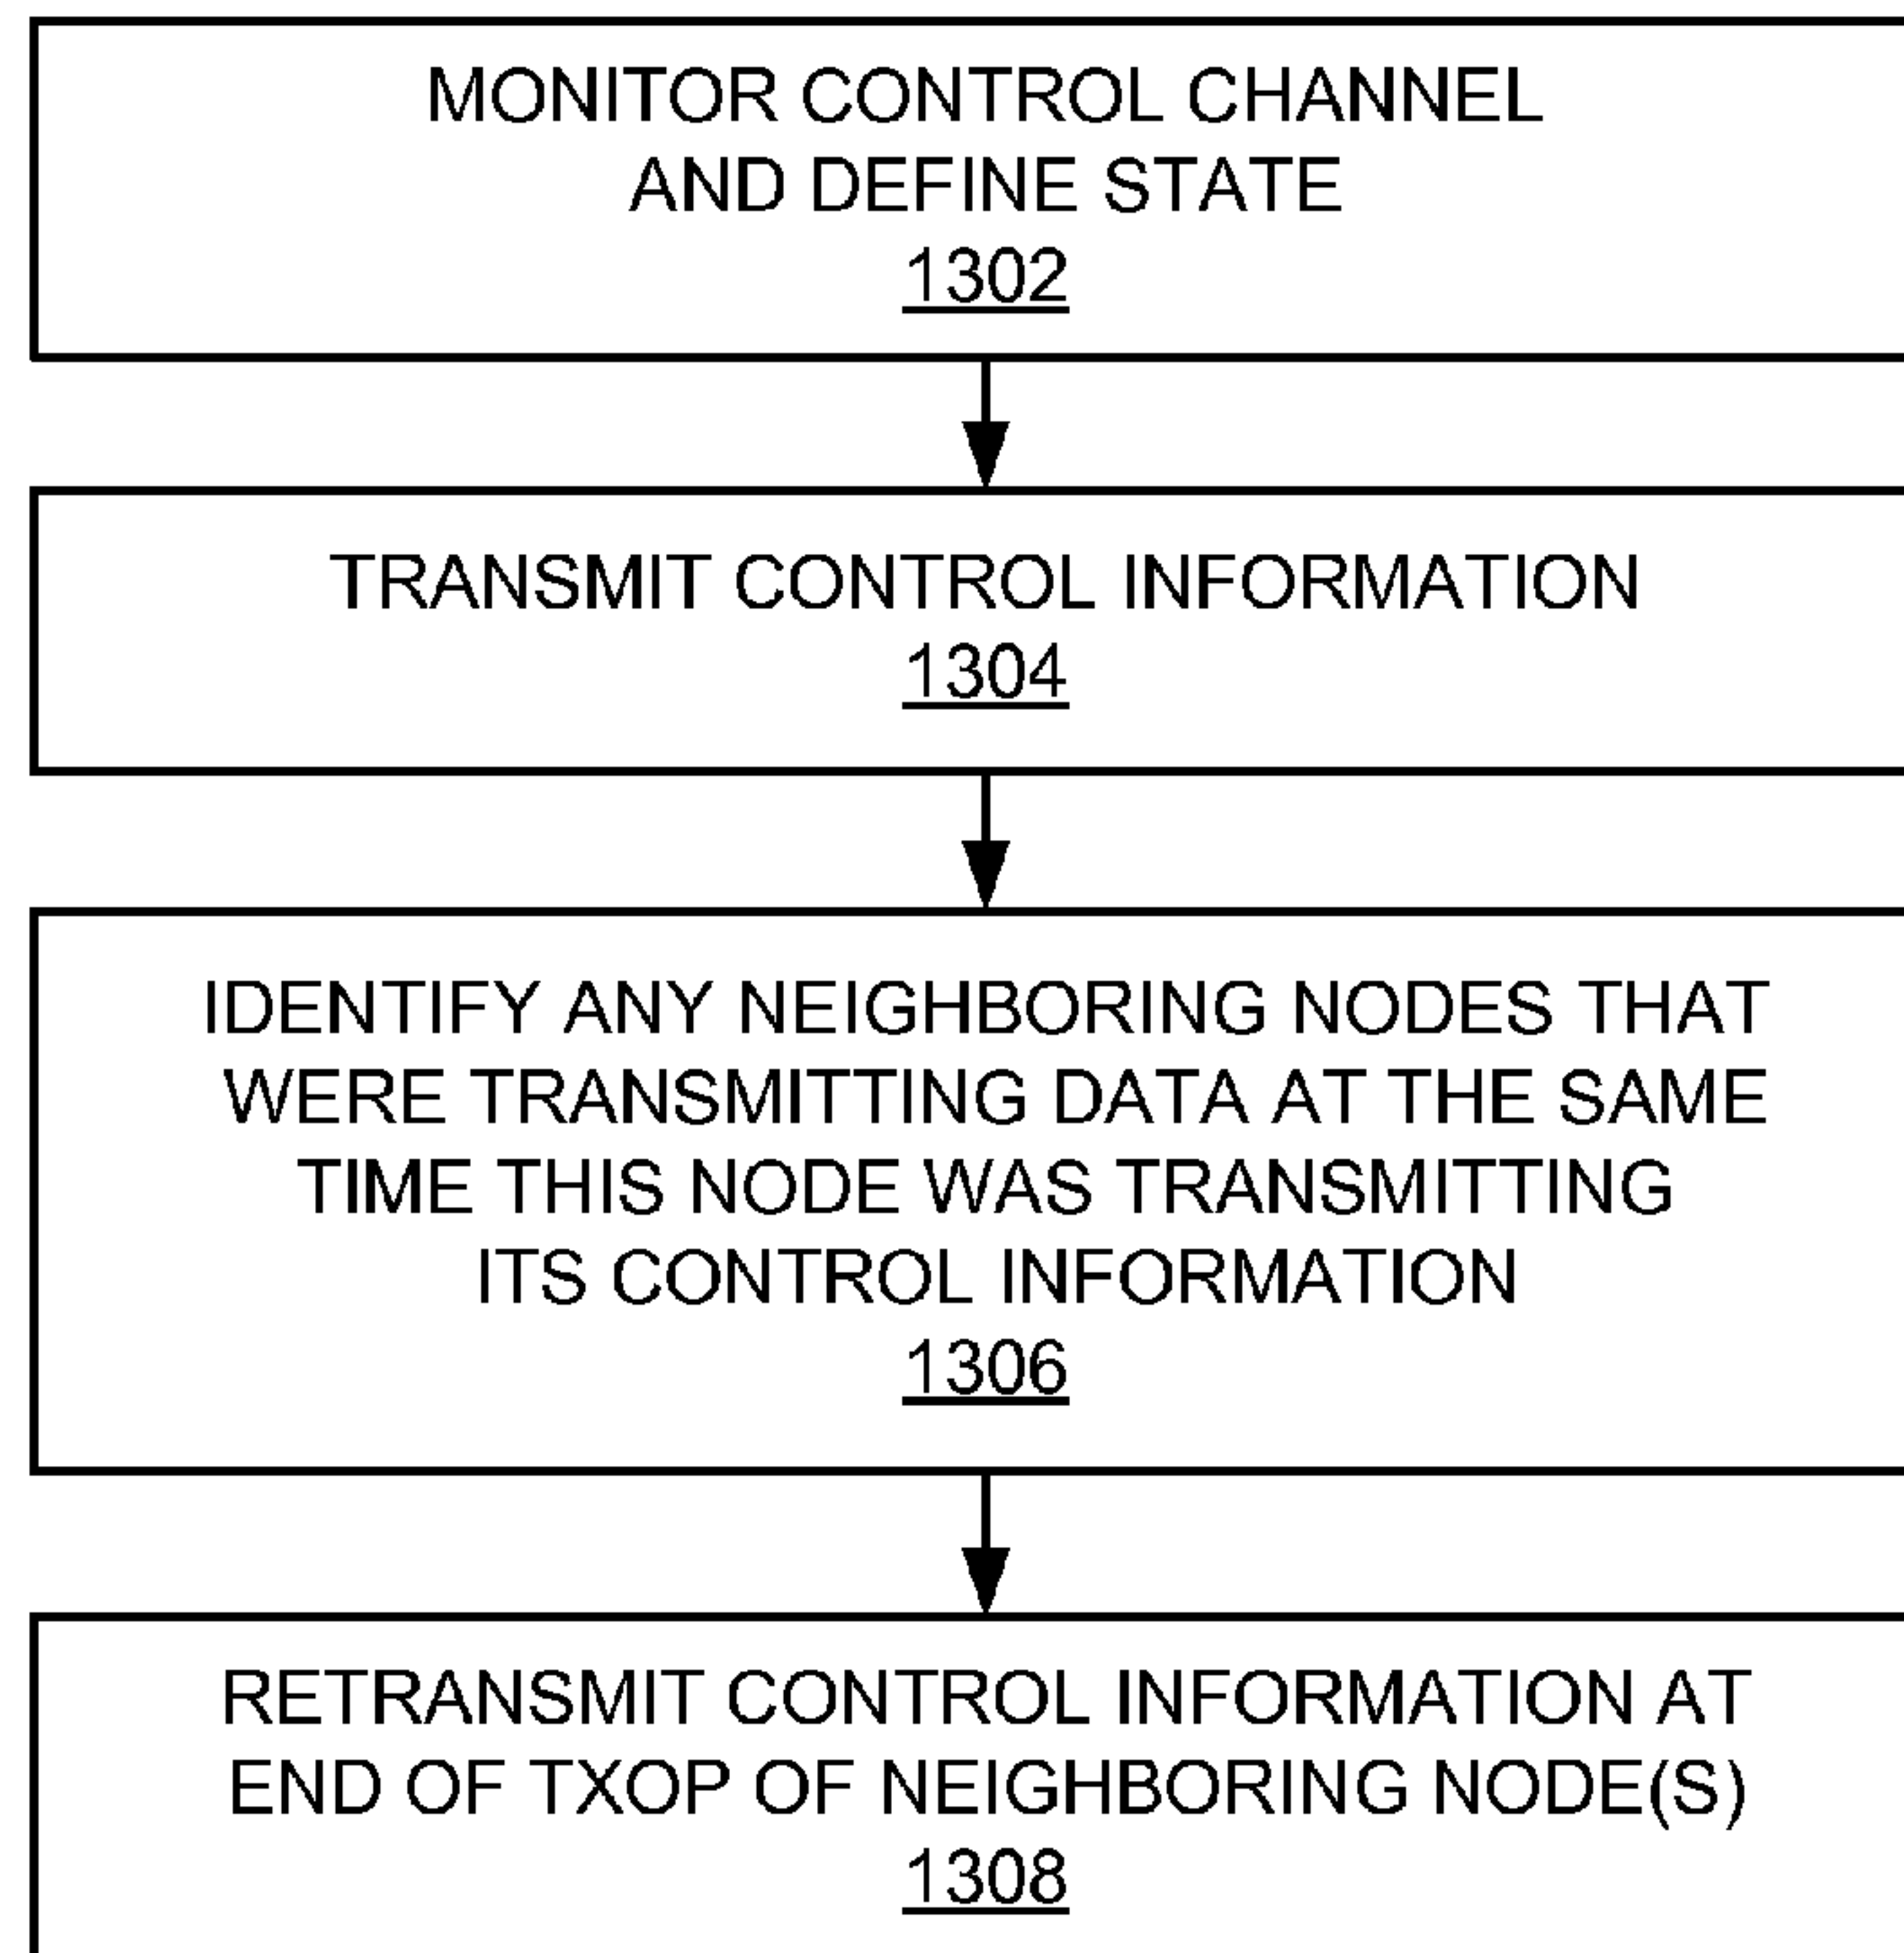 MONITOR CONTROL CHANNEL
AND DEFINE STATE
1302
TRANSMIT CONTROL INFORMATION
1304
IDENTIFY ANY NEIGHBORING NODES THAT
WERE TRANSMITTING DATA AT THE SAME
TIME THIS NODE WAS TRANSMITTING
ITS CONTROL INFORMATION
1306
RETRANSMIT CONTROL INFORMATION AT
END OF TXOP OF NEIGHBORING NODE(S)
1308